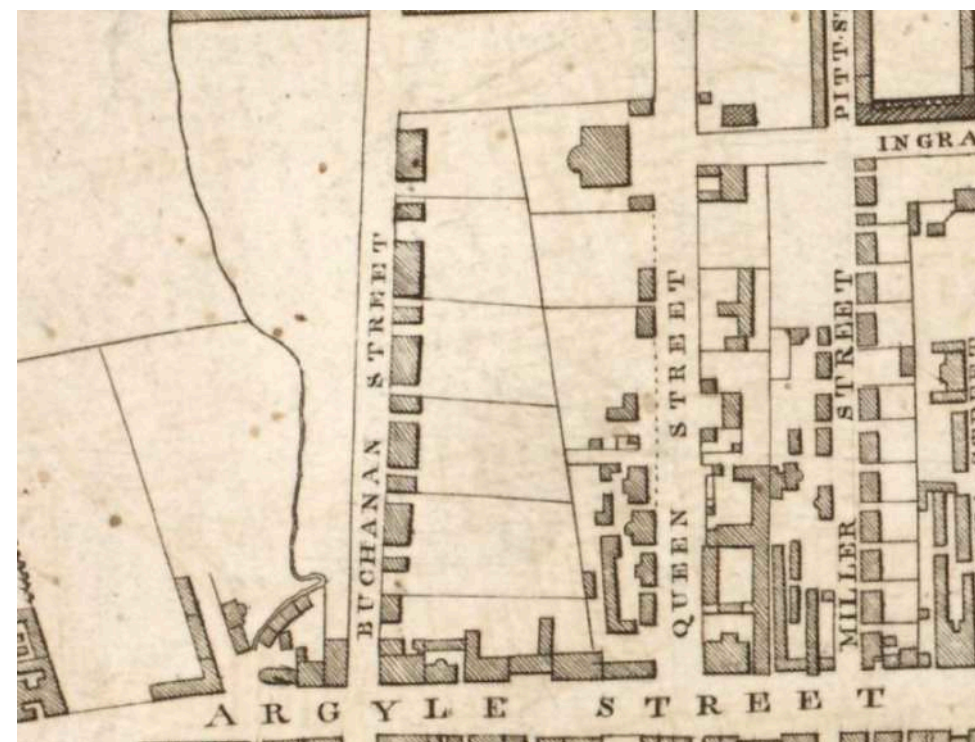 PITT-ST
INGRA
BUCHANAN STREET
QUEEN STREET
MILLER STREET
ARGYLE STREET